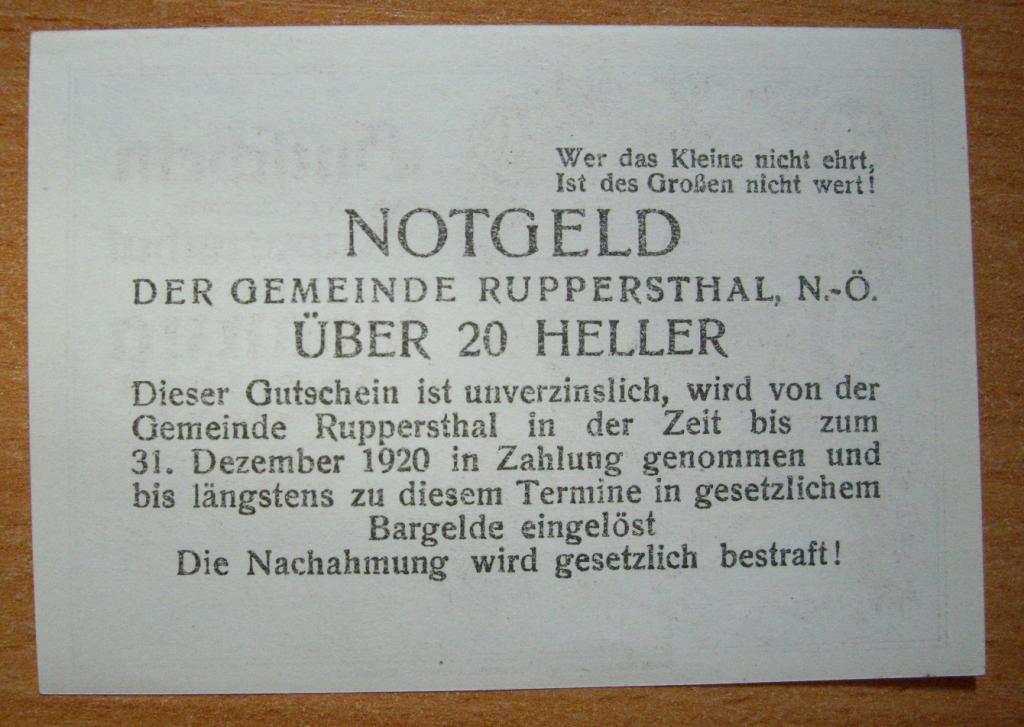 Wer das Kleine nicht ehrt,
Ist des Großen nicht wert!
NOTGELD
DER GEMEINDE RUPPERSTHAL, N.-Ö.
ÜBER 20 HELLER
Dieser Gutschein ist unverzinslich, wird von der
Gemeinde Ruppersthal in der Zeit bis zum
31. Dezember 1920 in Zahlung genommen und
bis längstens zu diesem Termine in gesetzlichem
Bargelde eingelöst
Die Nachahmung wird gesetzlich bestraft!